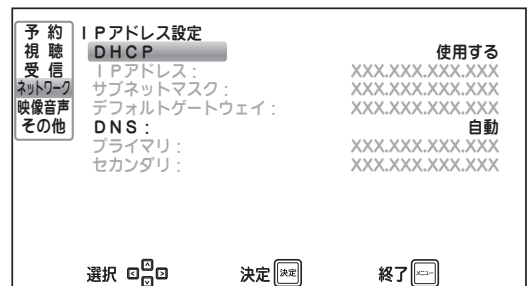 予 約
視 聴
受 信
ネットワーク
映像音声
その他
ＩＰアドレス設定
ＤＨＣＰ 使用する
ＩＰアドレス： XXX.XXX.XXX.XXX
サブネットマスク： XXX.XXX.XXX.XXX
デフォルトゲートウェイ： XXX.XXX.XXX.XXX
ＤＮＳ： 自動
プライマリ： XXX.XXX.XXX.XXX
セカンダリ： XXX.XXX.XXX.XXX
選択 決定 決定 終了 メニュー